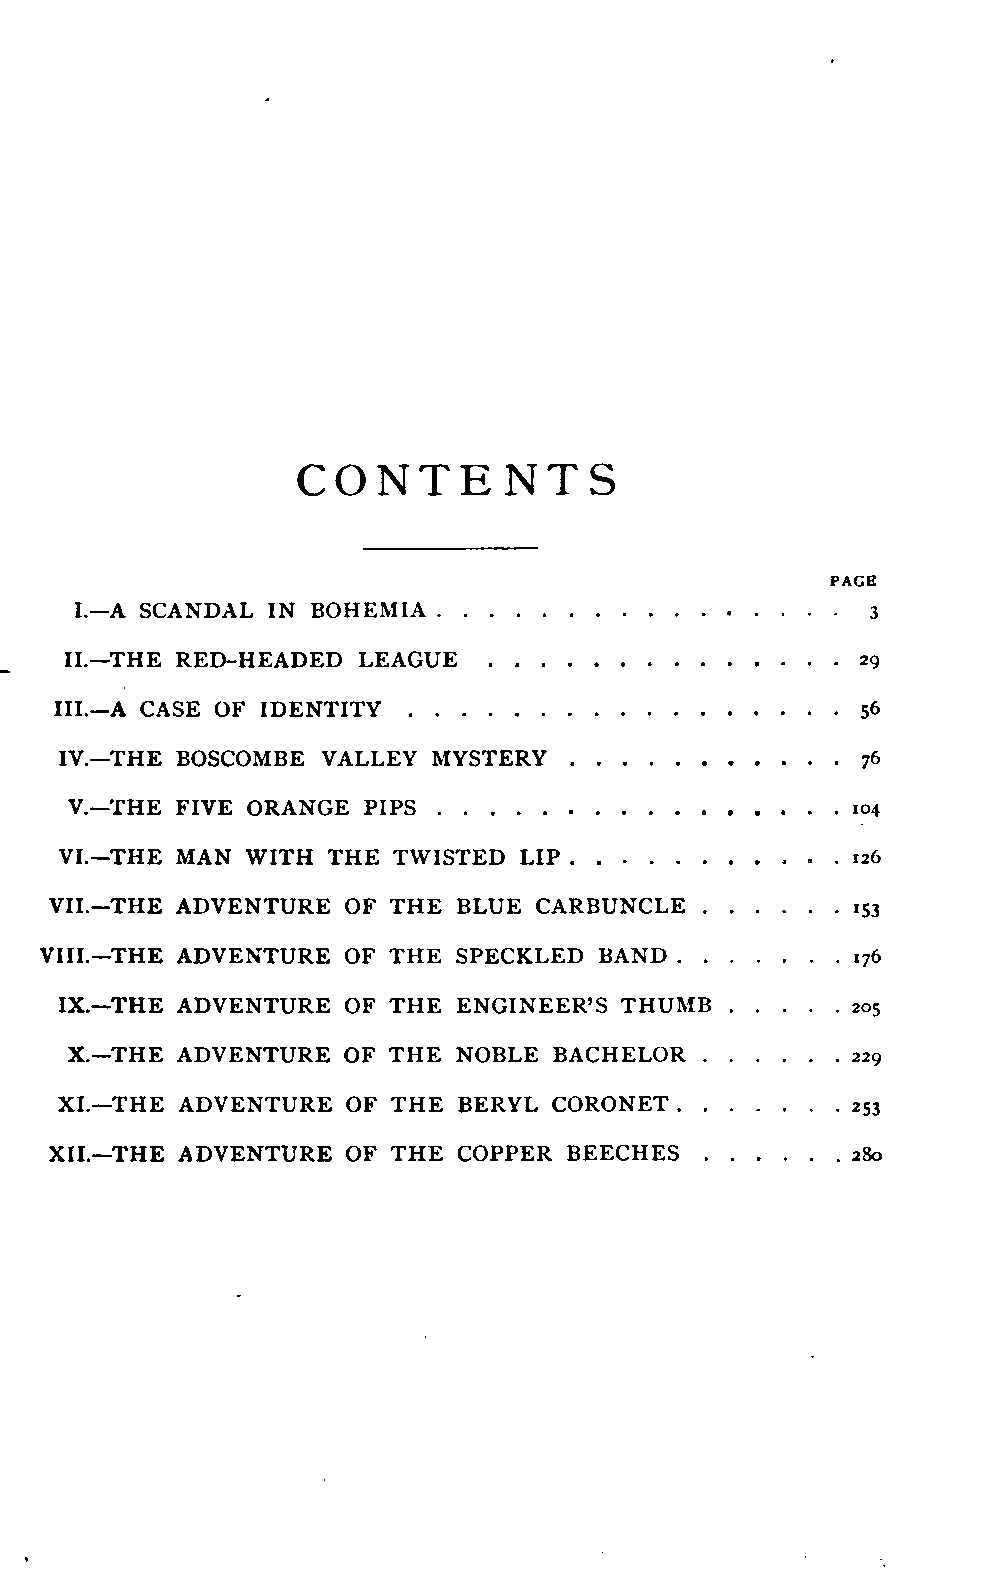 CONTENTS
PAGE
I.—A SCANDAL IN BOHEMIA . . . . . . . . . . . . . . . . 3
II.—THE RED-HEADED LEAGUE . . . . . . . . . . . . . . 29
III.—A CASE OF IDENTITY . . . . . . . . . . . . . . . . . 56
IV.—THE BOSCOMBE VALLEY MYSTERY . . . . . . . . . . . 76
V.—THE FIVE ORANGE PIPS . . . . . . . . . . . . . . . . 104
VI.—THE MAN WITH THE TWISTED LIP . . . . . . . . . . . 126
VII.—THE ADVENTURE OF THE BLUE CARBUNCLE . . . . . . 153
VIII.—THE ADVENTURE OF THE SPECKLED BAND . . . . . . . 176
IX.—THE ADVENTURE OF THE ENGINEER'S THUMB . . . . . 205
X.—THE ADVENTURE OF THE NOBLE BACHELOR . . . . . . 229
XI.—THE ADVENTURE OF THE BERYL CORONET . . . . . . . 253
XII.—THE ADVENTURE OF THE COPPER BEECHES . . . . . . 280